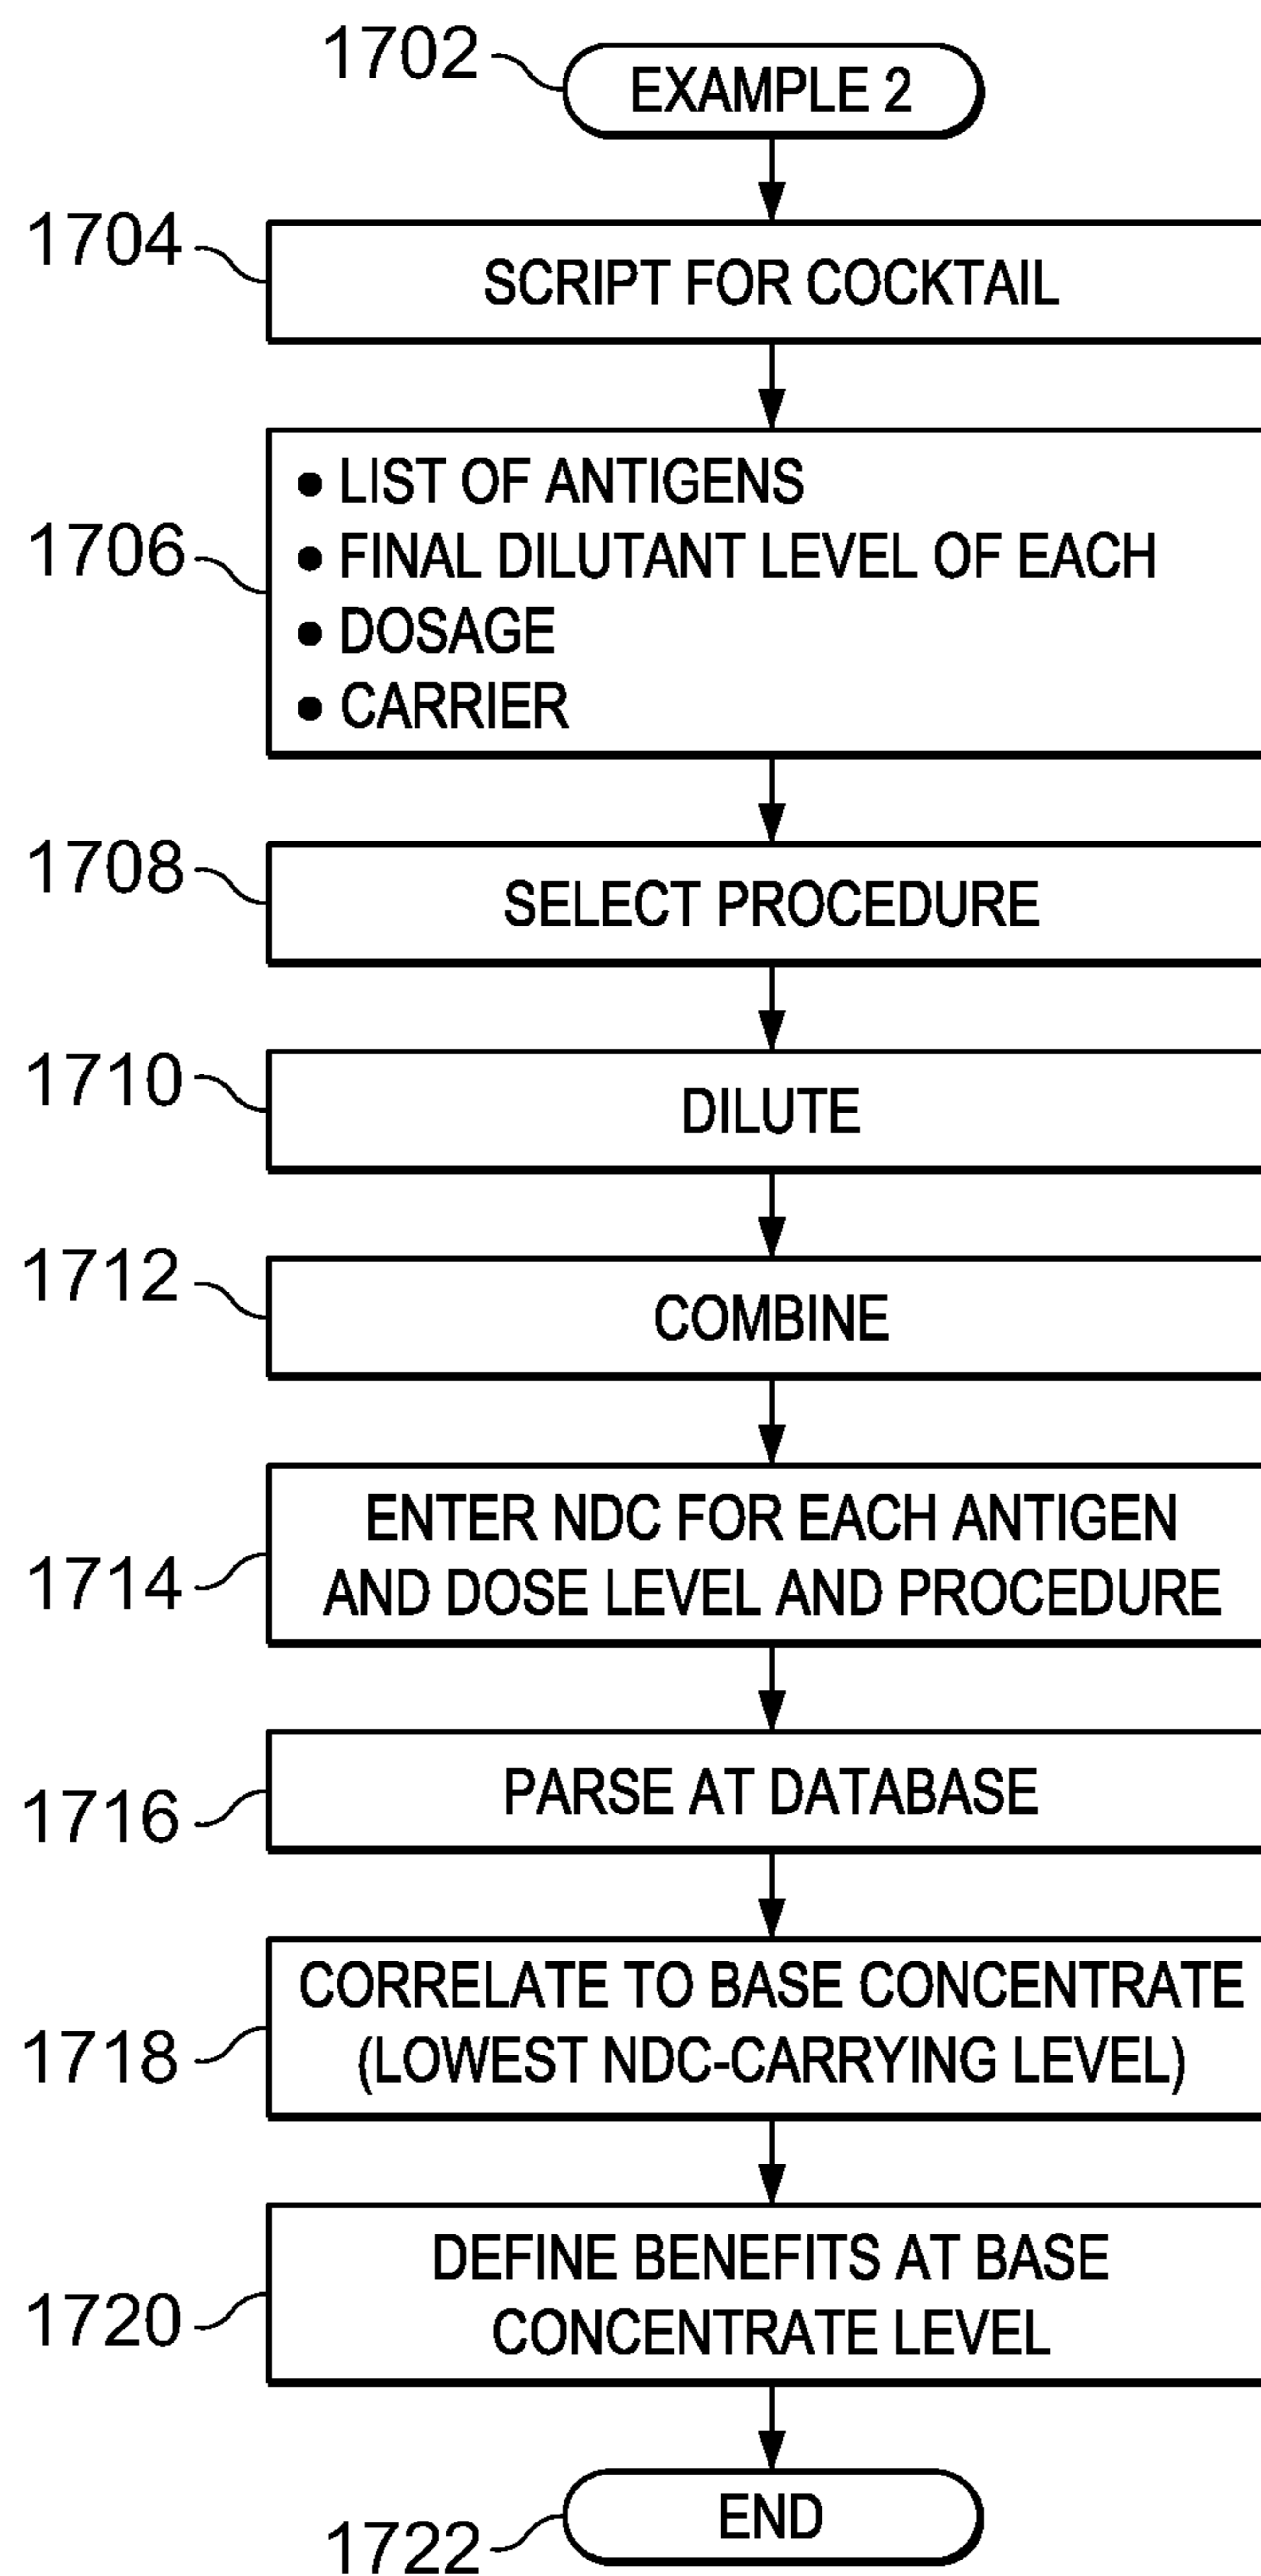 1702
EXAMPLE 2
1704
SCRIPT FOR COCKTAIL
1706
• LIST OF ANTIGENS
• FINAL DILUTANT LEVEL OF EACH
• DOSAGE
• CARRIER
1708
SELECT PROCEDURE
1710
DILUTE
1712
COMBINE
1714
ENTER NDC FOR EACH ANTIGEN
AND DOSE LEVEL AND PROCEDURE
1716
PARSE AT DATABASE
1718
CORRELATE TO BASE CONCENTRATE
(LOWEST NDC-CARRYING LEVEL)
1720
DEFINE BENEFITS AT BASE
CONCENTRATE LEVEL
1722
END